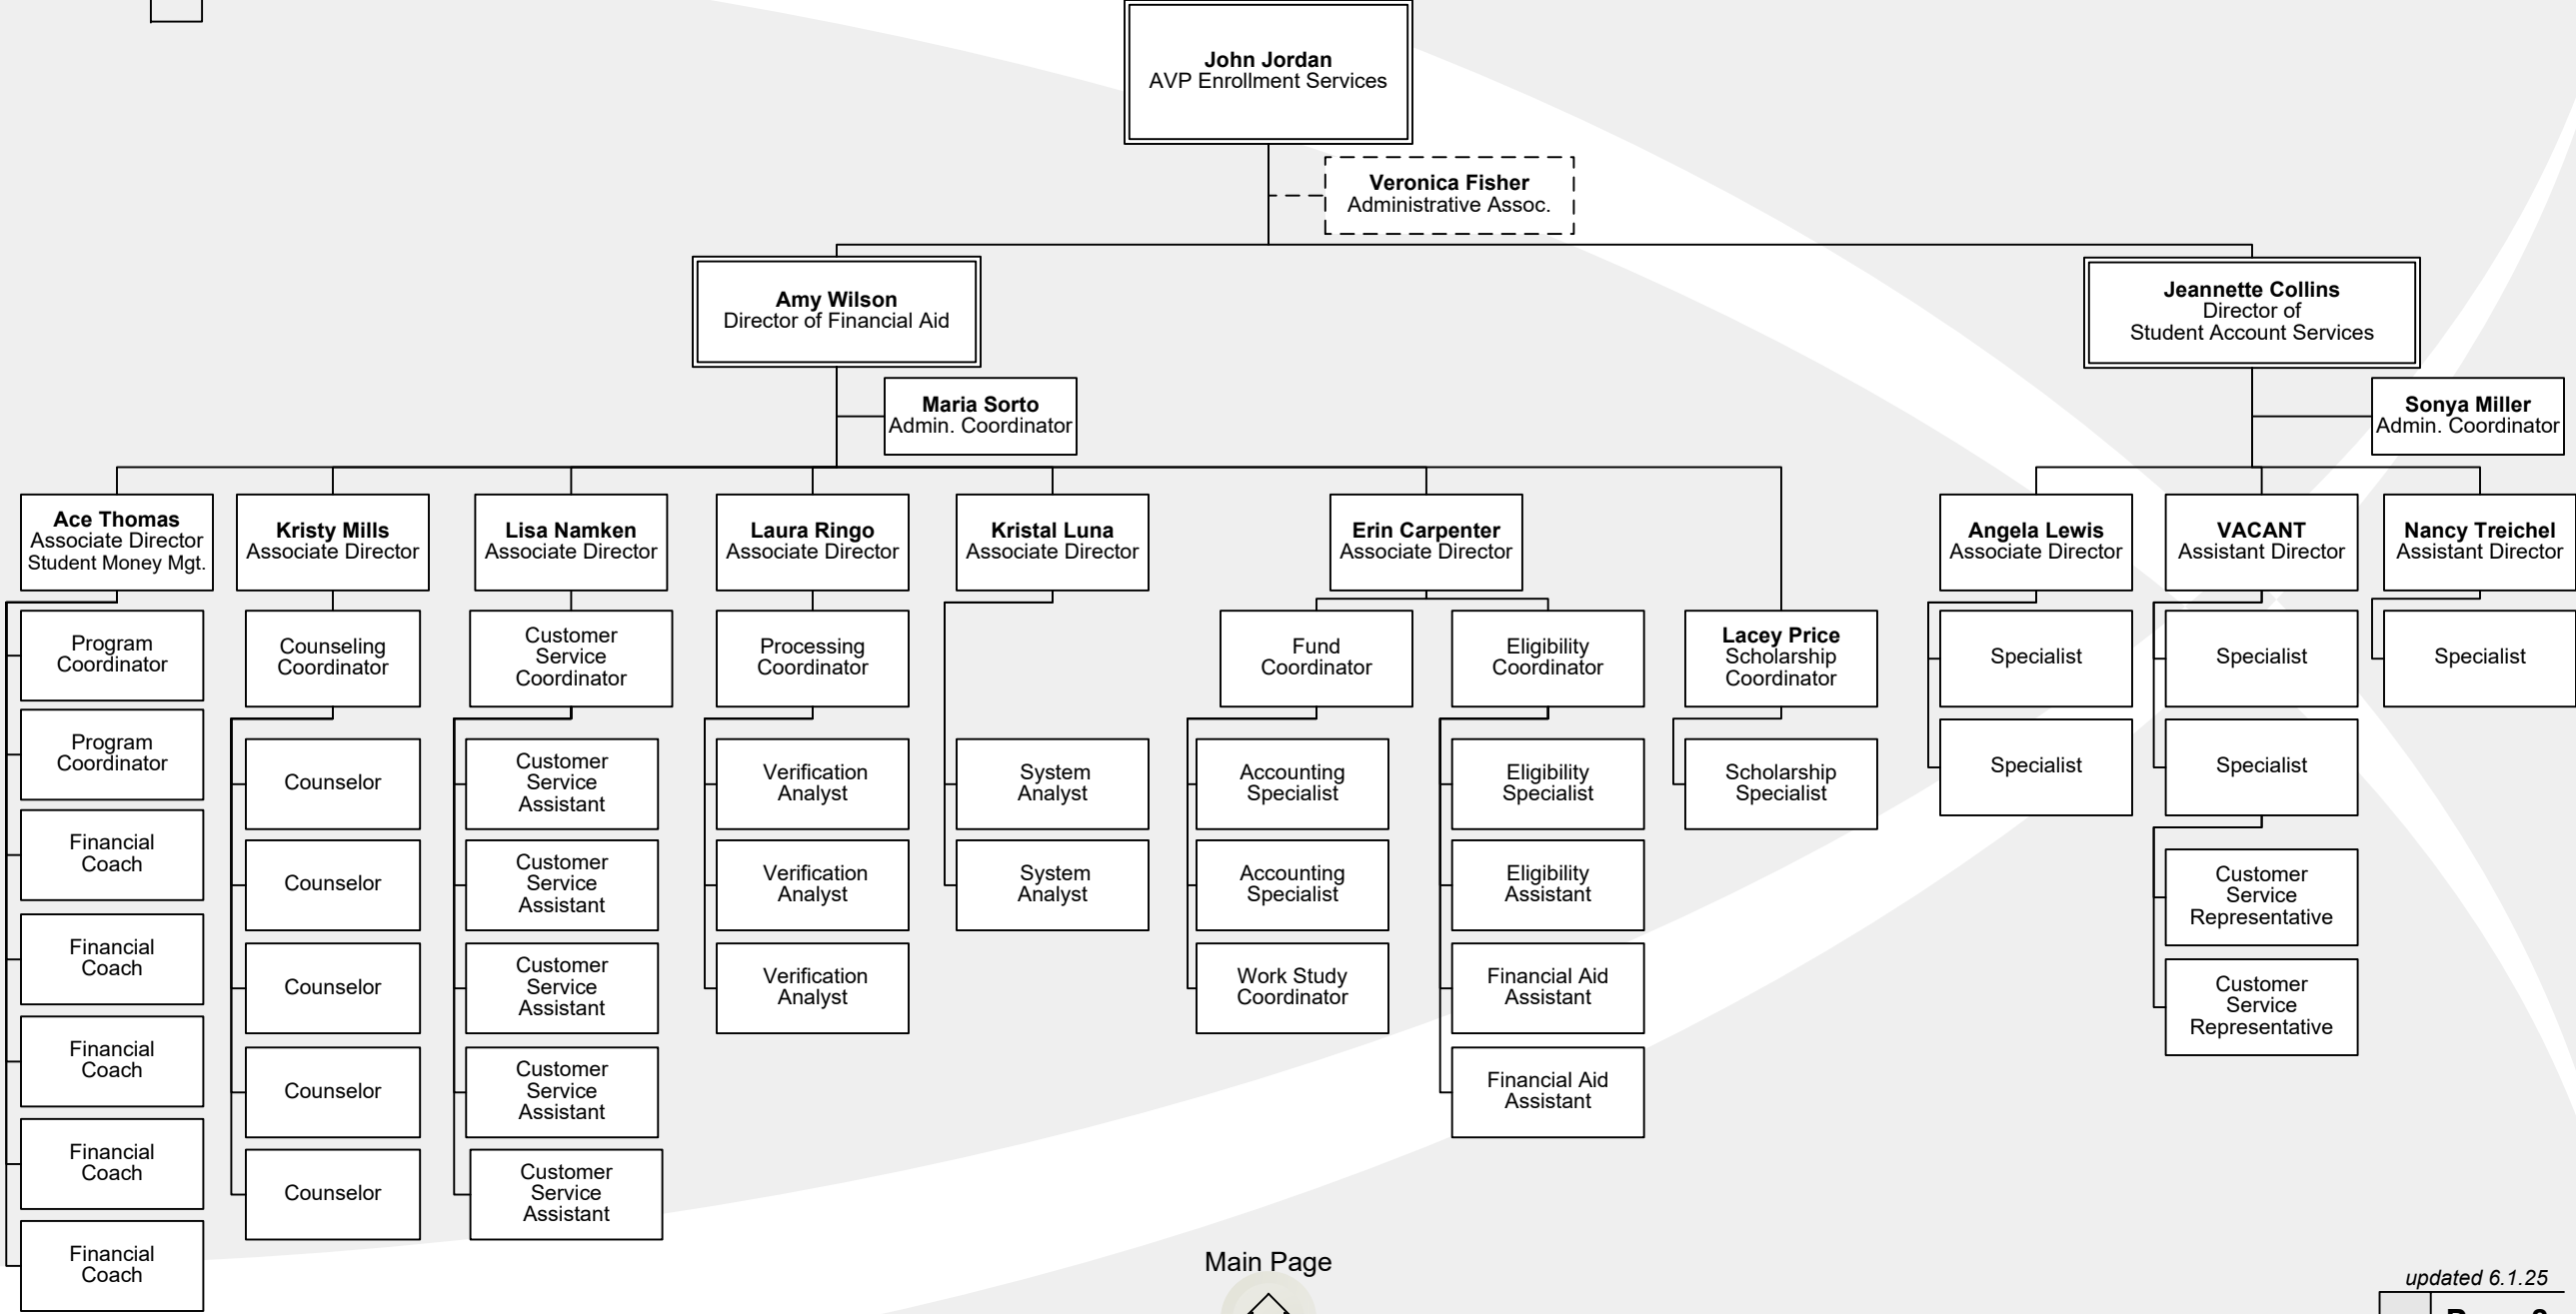 John Jordan
AVP Enrollment Services
Veronica Fisher
Administrative Assoc.
Amy Wilson
Director of Financial Aid
Jeannette Collins
Director of
Student Account Services
Maria Sorto
Admin. Coordinator
Sonya Miller
Admin. Coordinator
Ace Thomas
Associate Director
Student Money Mgt.
Kristy Mills
Associate Director
Lisa Namken
Associate Director
Laura Ringo
Associate Director
Kristal Luna
Associate Director
Erin Carpenter
Associate Director
Angela Lewis
Associate Director
VACANT
Assistant Director
Nancy Treichel
Assistant Director
Program
Coordinator
Counseling
Coordinator
Customer
Service
Coordinator
Processing
Coordinator
Fund
Coordinator
Eligibility
Coordinator
Lacey Price
Scholarship
Coordinator
Specialist
Specialist
Specialist
Program
Coordinator
Counselor
Customer
Service
Assistant
Verification
Analyst
System
Analyst
Accounting
Specialist
Eligibility
Specialist
Scholarship
Specialist
Specialist
Specialist
Financial
Coach
Counselor
Customer
Service
Assistant
Verification
Analyst
System
Analyst
Accounting
Specialist
Eligibility
Assistant
Customer
Service
Representative
Financial
Coach
Counselor
Customer
Service
Assistant
Verification
Analyst
Work Study
Coordinator
Financial Aid
Assistant
Customer
Service
Representative
Financial
Coach
Counselor
Customer
Service
Assistant
Financial Aid
Assistant
Financial
Coach
Counselor
Customer
Service
Assistant
Financial
Coach
Main Page
updated 6.1.25